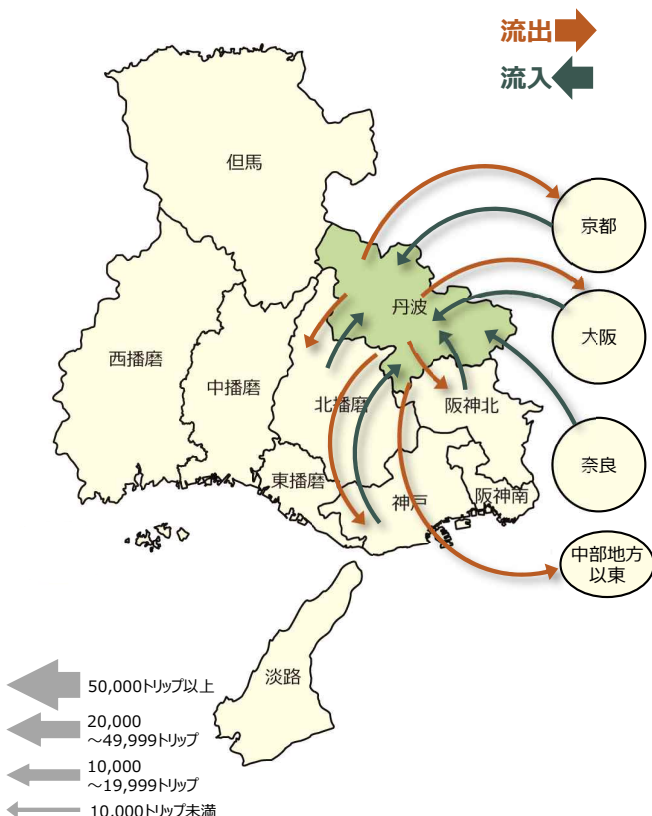 流出
流入
但馬
京都
丹波
大阪
西播磨
中播磨
北播磨
阪神北
奈良
東播磨
神戸
阪神南
中部地方
以東
淡路
50,000トリップ以上
20,000
～49,999トリップ
10,000
～19,999トリップ
10,000トリップ未満